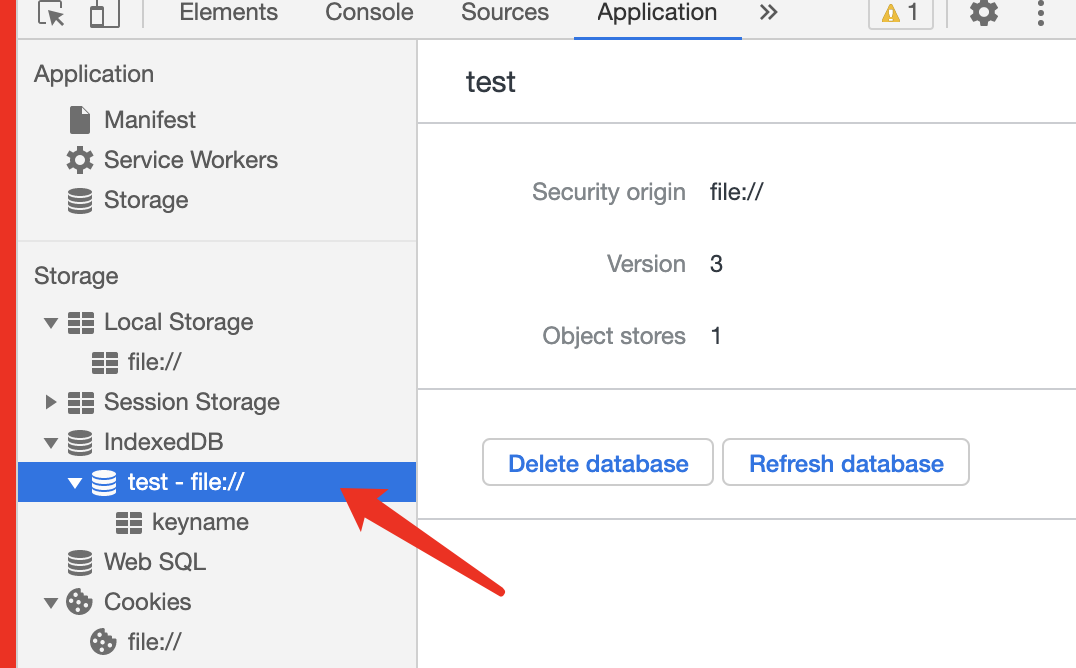 Elements Console Sources Application » 1
Application
Manifest
Service Workers
Storage
Storage
Local Storage
file://
Session Storage
IndexedDB
test - file://
keyname
Web SQL
Cookies
file://
test
Security origin file://
Version 3
Object stores 1
Delete database Refresh database